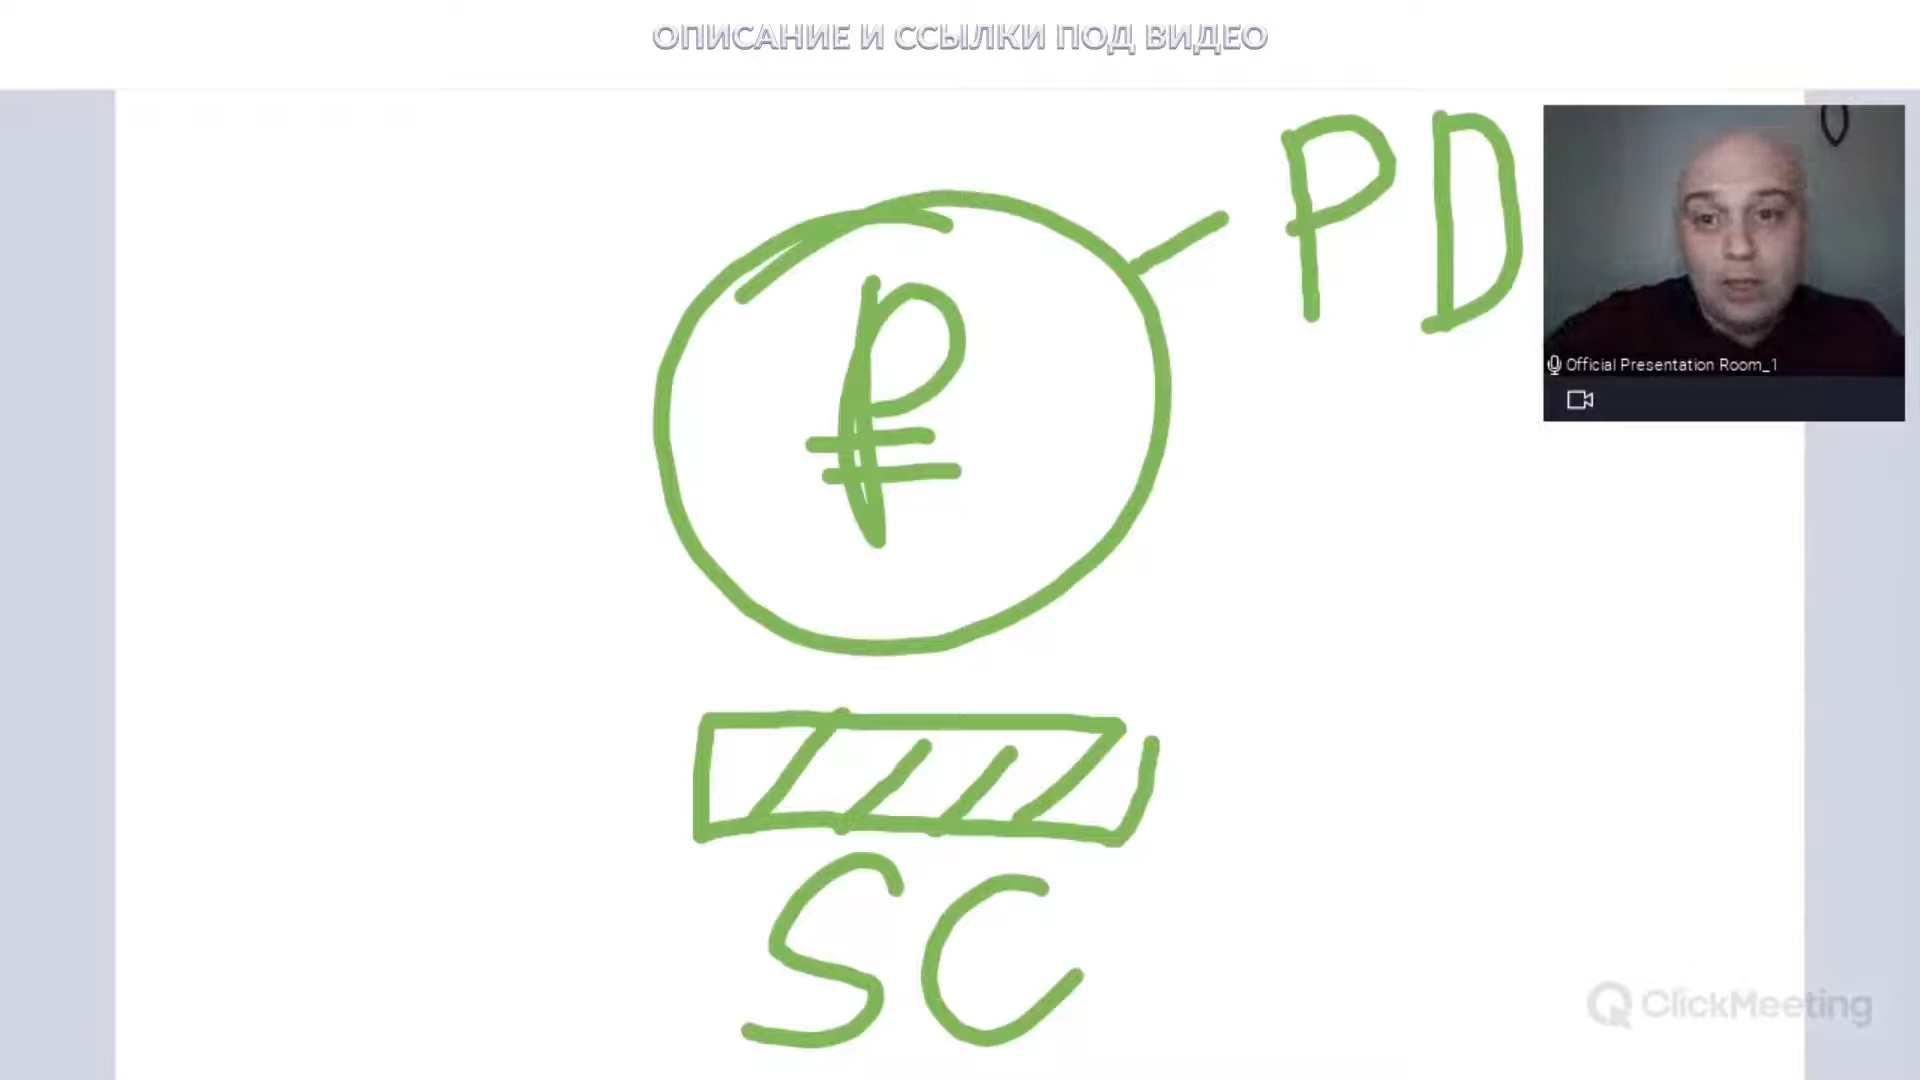 ОПИСАНИЕ И ССЫЛКИ ПОД ВИДЕО
PD
Official Presentation Room_1
₽
SC
ClickMeeting